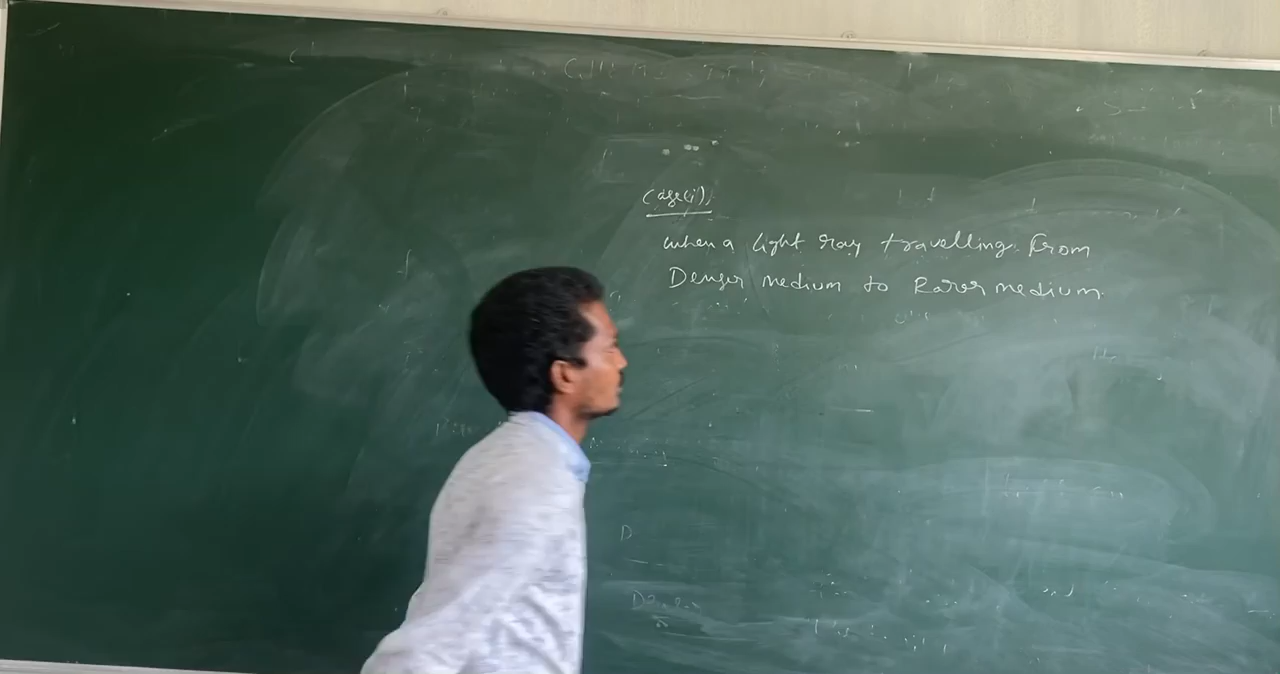 Case(i),
when a light ray travelling. From
Denser medium to Rarer medium.